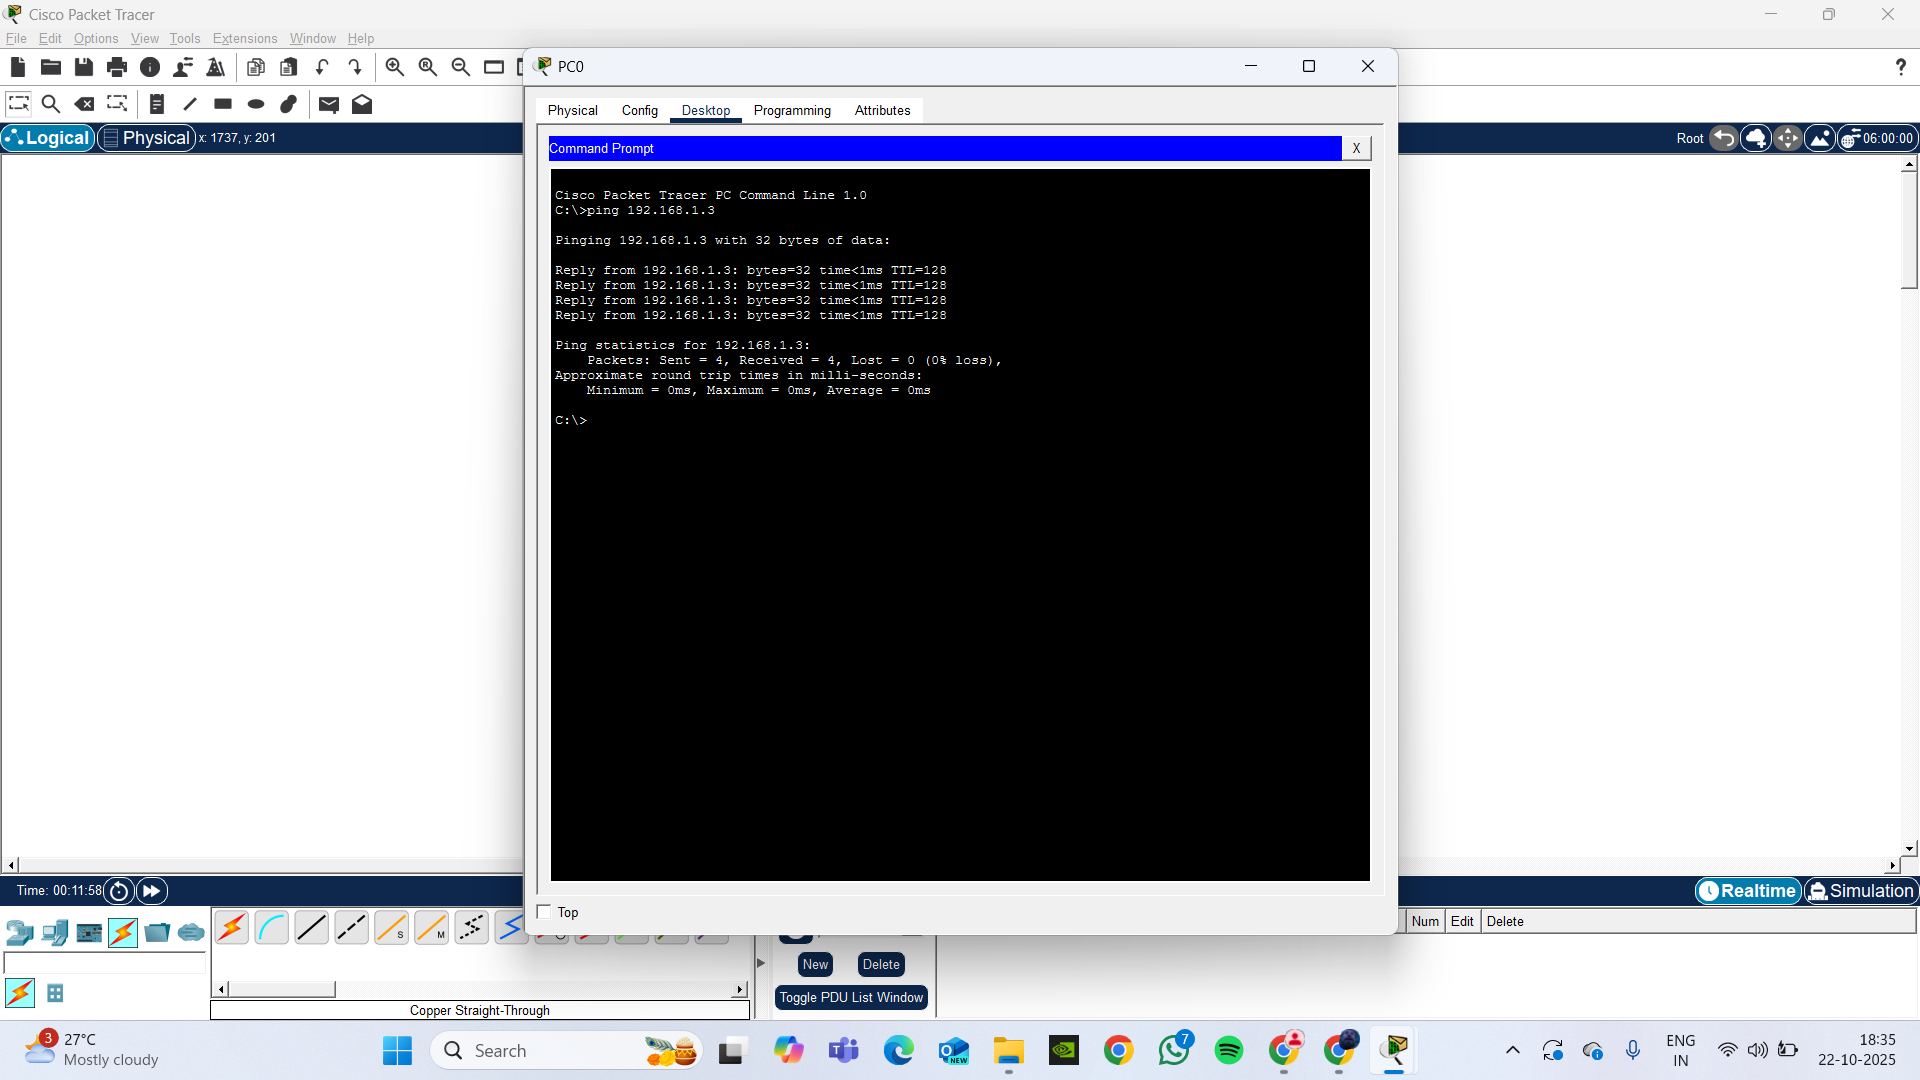 Cisco Packet Tracer
File Edit Options View Tools Extensions Window Help
PC0
?
Physical Config Desktop Programming Attributes
Logical Physical x: 1737, y: 201
Root 06:00:00
Command Prompt X
Cisco Packet Tracer PC Command Line 1.0
C:\>ping 192.168.1.3
Pinging 192.168.1.3 with 32 bytes of data:
Reply from 192.168.1.3: bytes=32 time<1ms TTL=128
Reply from 192.168.1.3: bytes=32 time<1ms TTL=128
Reply from 192.168.1.3: bytes=32 time<1ms TTL=128
Reply from 192.168.1.3: bytes=32 time<1ms TTL=128
Ping statistics for 192.168.1.3:
Packets: Sent = 4, Received = 4, Lost = 0 (0% loss),
Approximate round trip times in milli-seconds:
Minimum = 0ms, Maximum = 0ms, Average = 0ms
C:\>
Time: 00:11:58
Realtime Simulation
Top
S M
Num Edit Delete
New Delete
Toggle PDU List Window
Copper Straight-Through
3 27°C
Mostly cloudy
Search
NEW
7
ENG
IN
18:35
22-10-2025